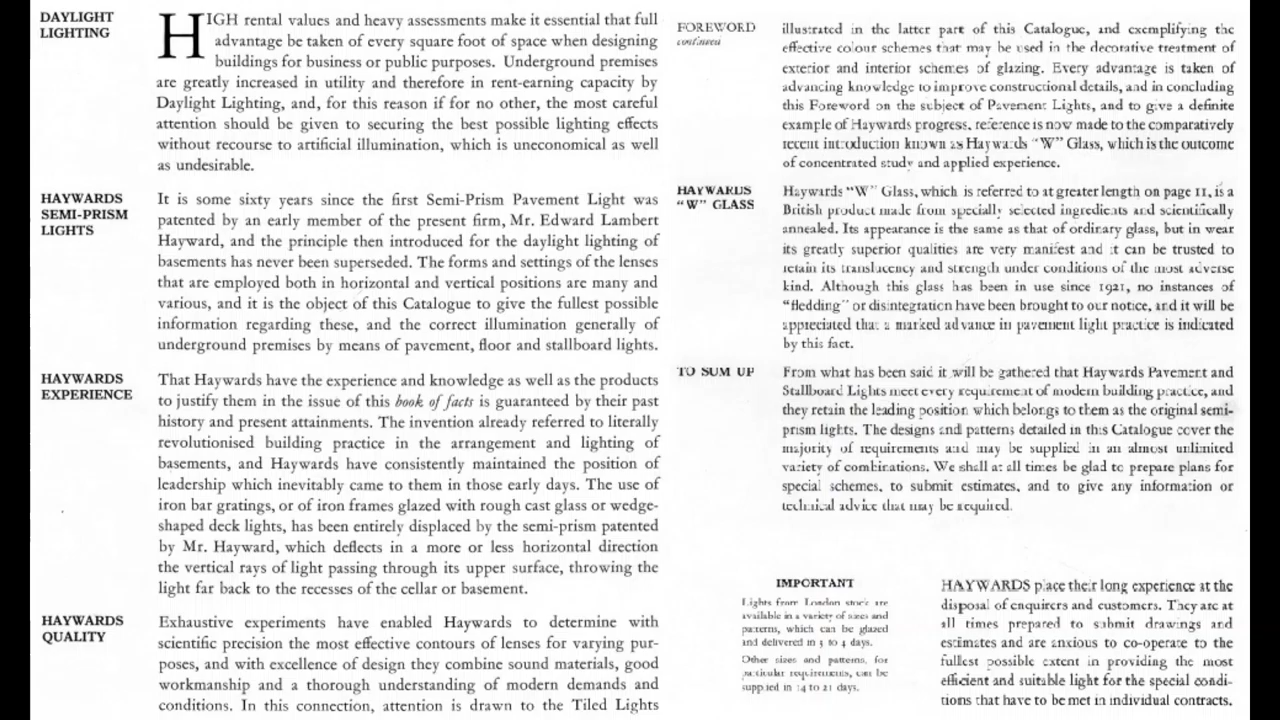 DAYLIGHT
LIGHTING
HIGH rental values and heavy assessments make it essential that full
advantage be taken of every square foot of space when designing
buildings for business or public purposes. Underground premises
are greatly increased in utility and therefore in rent-earning capacity by
Daylight Lighting, and, for this reason if for no other, the most careful
attention should be given to securing the best possible lighting effects
without recourse to artificial illumination, which is uneconomical as well
as undesirable.
HAYWARDS
SEMI-PRISM
LIGHTS
It is some sixty years since the first Semi-Prism Pavement Light was
patented by an early member of the present firm, Mr. Edward Lambert
Hayward, and the principle then introduced for the daylight lighting of
basements has never been superseded. The forms and settings of the lenses
that are employed both in horizontal and vertical positions are many and
various, and it is the object of this Catalogue to give the fullest possible
information regarding these, and the correct illumination generally of
underground premises by means of pavement, floor and stallboard lights.
HAYWARDS
EXPERIENCE
That Haywards have the experience and knowledge as well as the products
to justify them in the issue of this book of facts is guaranteed by their past
history and present attainments. The invention already referred to literally
revolutionised building practice in the arrangement and lighting of
basements, and Haywards have consistently maintained the position of
leadership which inevitably came to them in those early days. The use of
iron bar gratings, or of iron frames glazed with rough cast glass or wedge-
shaped deck lights, has been entirely displaced by the semi-prism patented
by Mr. Hayward, which deflects in a more or less horizontal direction
the vertical rays of light passing through its upper surface, throwing the
light far back to the recesses of the cellar or basement.
HAYWARDS
QUALITY
Exhaustive experiments have enabled Haywards to determine with
scientific precision the most effective contours of lenses for varying pur-
poses, and with excellence of design they combine sound materials, good
workmanship and a thorough understanding of modern demands and
conditions. In this connection, attention is drawn to the Tiled Lights
FOREWORD
continued
illustrated in the latter part of this Catalogue, and exemplifying the
effective colour schemes that may be used in the decorative treatment of
exterior and interior schemes of glazing. Every advantage is taken of
advancing knowledge to improve constructional details, and in concluding
this Foreword on the subject of Pavement Lights, and to give a definite
example of Haywards progress, reference is now made to the comparatively
recent introduction known as Haywards "W" Glass, which is the outcome
of concentrated study and applied experience.
HAYWARDS
"W" GLASS
Haywards "W" Glass, which is referred to at greater length on page 11, is a
British product made from specially selected ingredients and scientifically
annealed. Its appearance is the same as that of ordinary glass, but in wear
its greatly superior qualities are very manifest and it can be trusted to
retain its translucency and strength under conditions of the most adverse
kind. Although this glass has been in use since 1921, no instances of
"fledding" or disintegration have been brought to our notice, and it will be
appreciated that a marked advance in pavement light practice is indicated
by this fact.
TO SUM UP
From what has been said it will be gathered that Haywards Pavement and
Stallboard Lights meet every requirement of modern building practice, and
they retain the leading position which belongs to them as the original semi-
prism lights. The designs and patterns detailed in this Catalogue cover the
majority of requirements and may be supplied in an almost unlimited
variety of combinations. We shall at all times be glad to prepare plans for
special schemes, to submit estimates, and to give any information or
technical advice that may be required.
IMPORTANT
Lights from London stock are
available in a variety of sizes and
patterns, which can be glazed
and delivered in 3 to 4 days.
Other sizes and patterns, for
particular requirements, can be
supplied in 14 to 21 days.
HAYWARDS place their long experience at the
disposal of enquirers and customers. They are at
all times prepared to submit drawings and
estimates and are anxious to co-operate to the
fullest possible extent in providing the most
efficient and suitable light for the special condi-
tions that have to be met in individual contracts.